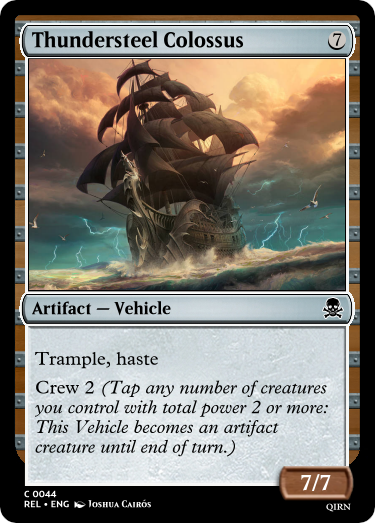 Thundersteel Colossus 7
Artifact — Vehicle
Trample, haste
Crew 2 (Tap any number of creatures
you control with total power 2 or more:
This Vehicle becomes an artifact
creature until end of turn.)
7/7
C 0044
REL • ENG Joshua Cairós
QIRN